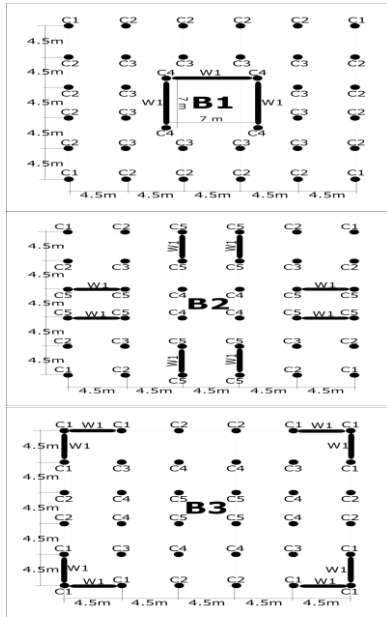 C1 C2 C2 C2 C2 C1
4.5m
C2 C3 C3 C3 C3 C2
4.5m C4 W1 C4
C2 C3 C3 C2
4.5m W1 7 m B1 W1
C2 C3 7 m C3 C2
4.5m C4 C4
C2 C3 C3 C3 C3 C2
4.5m
C1 C2 C2 C2 C2 C1
4.5m 4.5m 4.5m 4.5m 4.5m
C1 C2 C5 C5 C2 C1
4.5m W1 W1
C2 C3 C5 C5 C3 C2
4.5m W1 W1
C5 C5 C4 C4 C5 C5
4.5m B2
C5 W1 C5 C4 C4 C5 W1 C5
4.5m
C2 C3 C5 C5 C3 C2
4.5m W1 W1
C1 C2 C5 C5 C2 C1
4.5m 4.5m 4.5m 4.5m 4.5m
C1 W1 C1 C2 C2 C1 W1 C1
4.5m W1 W1
C1 C3 C4 C4 C3 C1
4.5m
C2 C4 C5 C5 C4 C2
4.5m B3
C2 C4 C5 C5 C4 C2
4.5m
C1 C3 C4 C4 C3 C1
4.5m W1 W1 W1 W1
C1 C1 C2 C2 C1 C1
4.5m 4.5m 4.5m 4.5m 4.5m